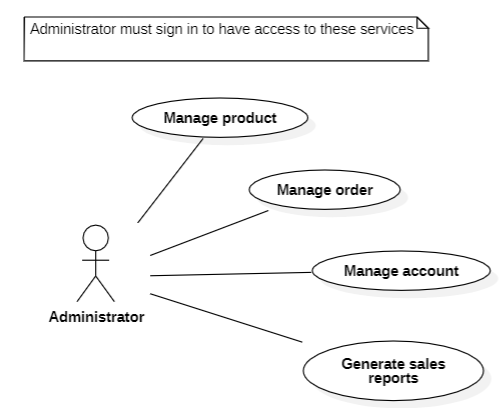 Administrator must sign in to have access to these services
Manage product
Manage order
Manage account
Administrator
Generate sales
reports